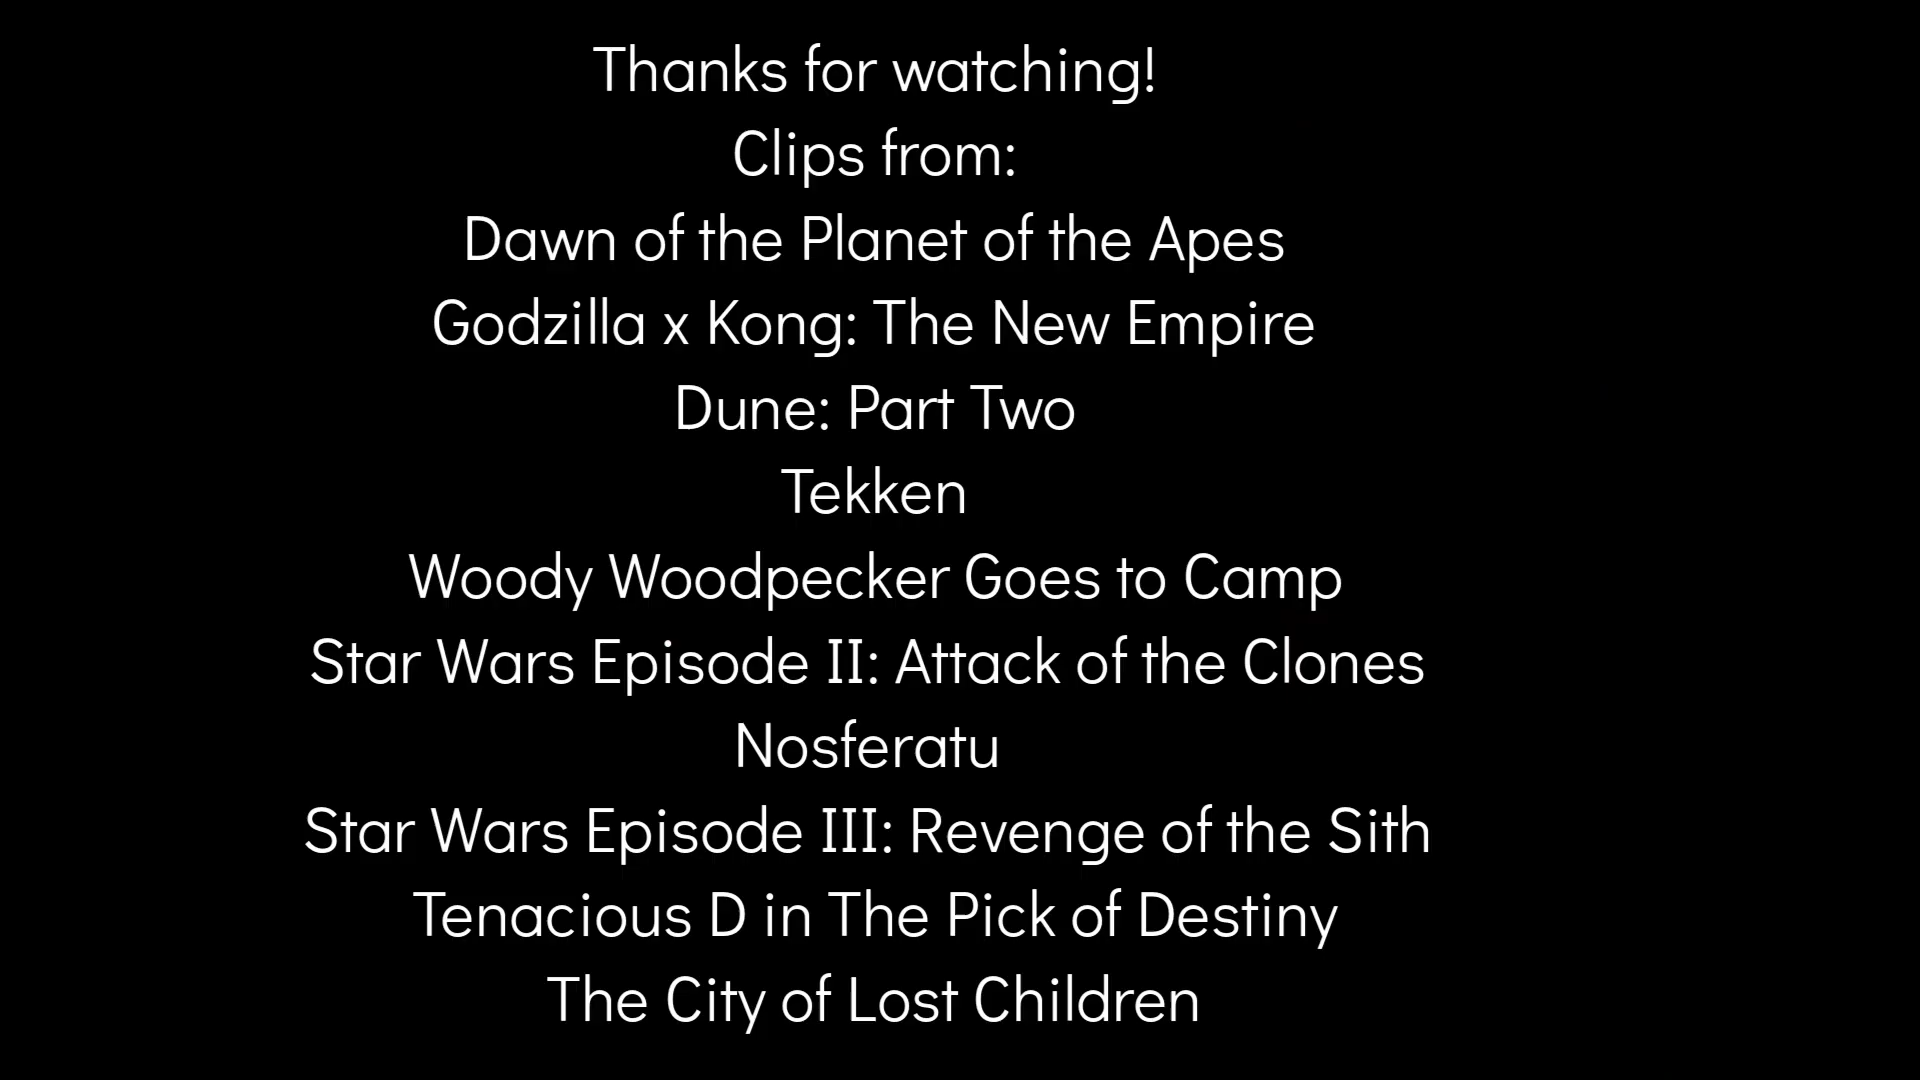 Thanks for watching!
Clips from:
Dawn of the Planet of the Apes
Godzilla x Kong: The New Empire
Dune: Part Two
Tekken
Woody Woodpecker Goes to Camp
Star Wars Episode II: Attack of the Clones
Nosferatu
Star Wars Episode III: Revenge of the Sith
Tenacious D in The Pick of Destiny
The City of Lost Children